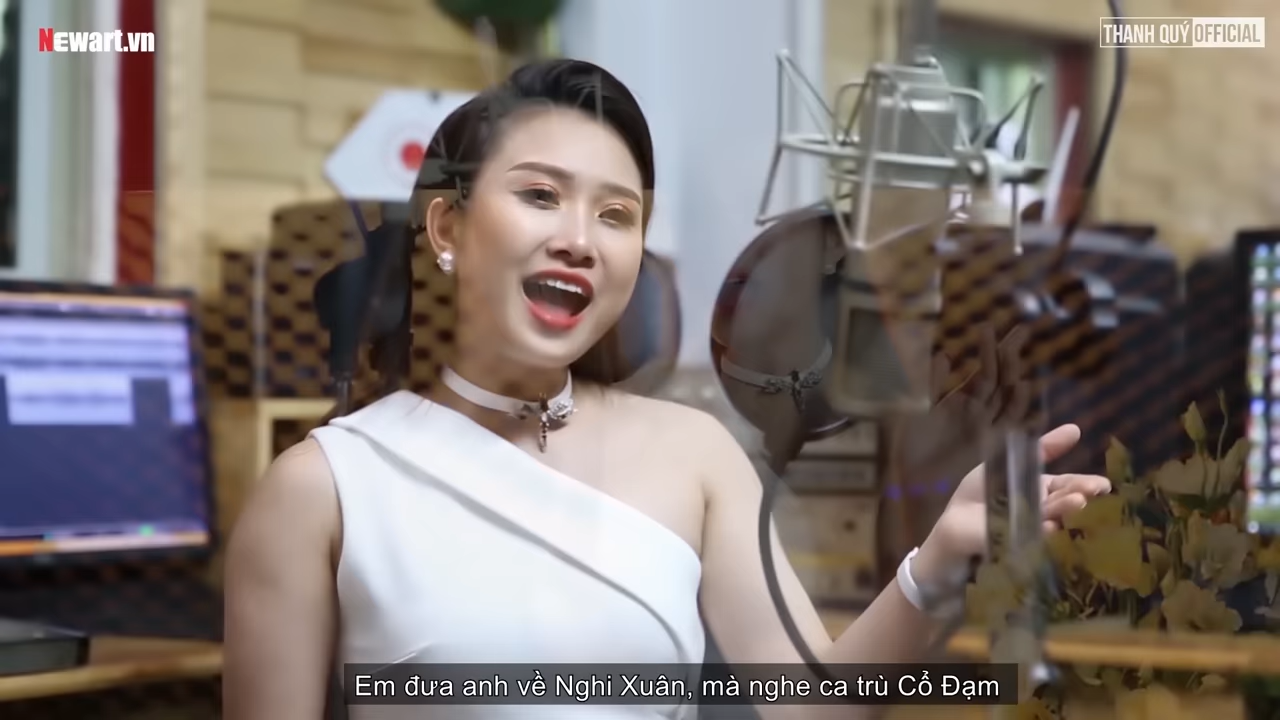 Newart.vn
THANH QUÝ OFFICIAL
Em đưa anh về Nghi Xuân, mà nghe ca trù Cổ Đạm